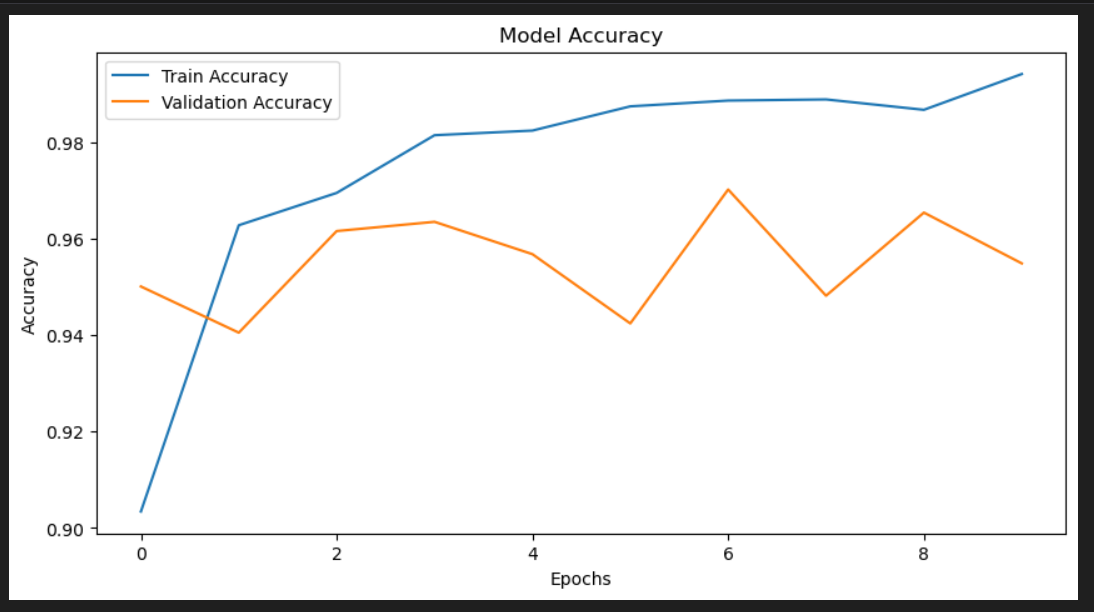 Model Accuracy
Train Accuracy
Validation Accuracy
Accuracy
0.98
0.96
0.94
0.92
0.90
0 2 4 6 8
Epochs